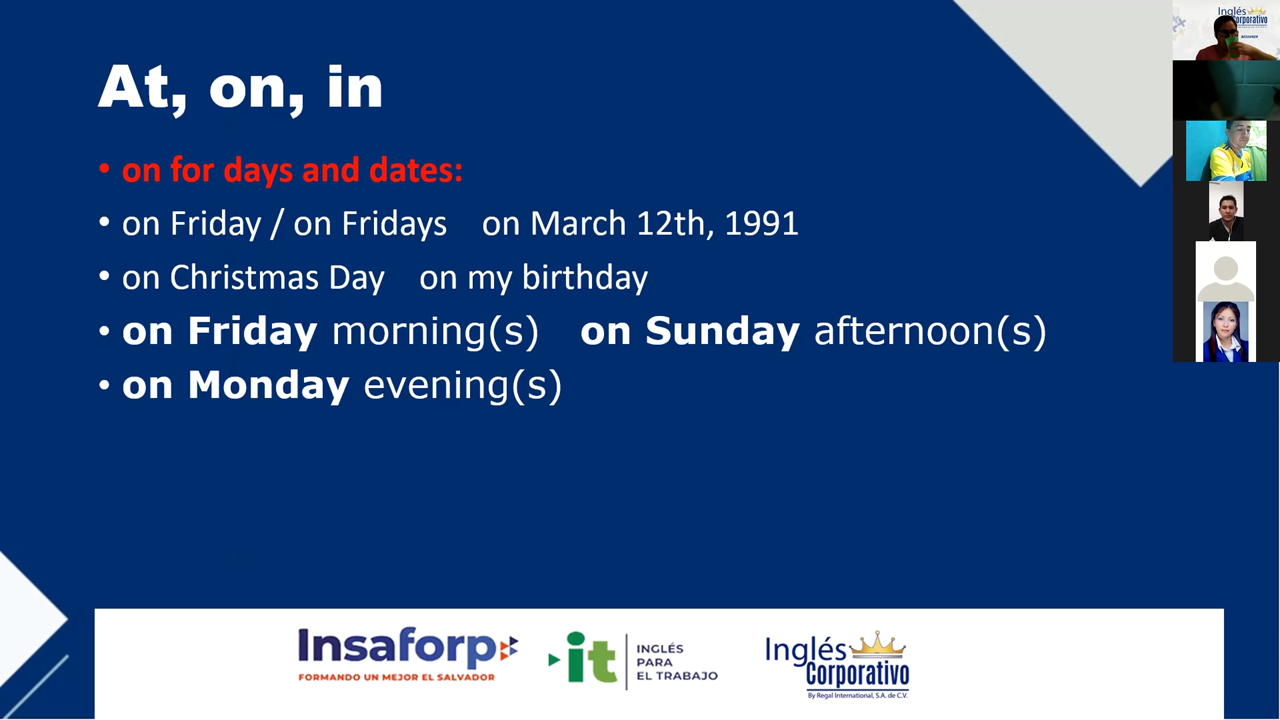 At, on, in
• on for days and dates:
• on Friday / on Fridays on March 12th, 1991
• on Christmas Day on my birthday
• on Friday morning(s) on Sunday afternoon(s)
• on Monday evening(s)
Insaforp
FORMANDO UN MEJOR EL SALVADOR
it
INGLÉS
PARA
EL TRABAJO
Inglés
Corporativo
By Regal International, S.A. de C.V.
Inglés
Corporativo